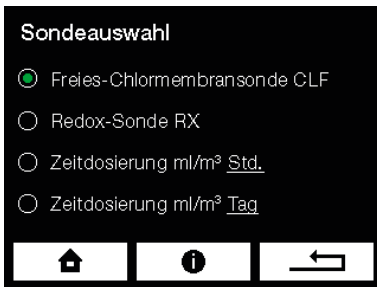 Sondeauswahl
Freies-Chlormembransonde CLF
Redox-Sonde RX
Zeitdosierung ml/m³ Std.
Zeitdosierung ml/m³ Tag